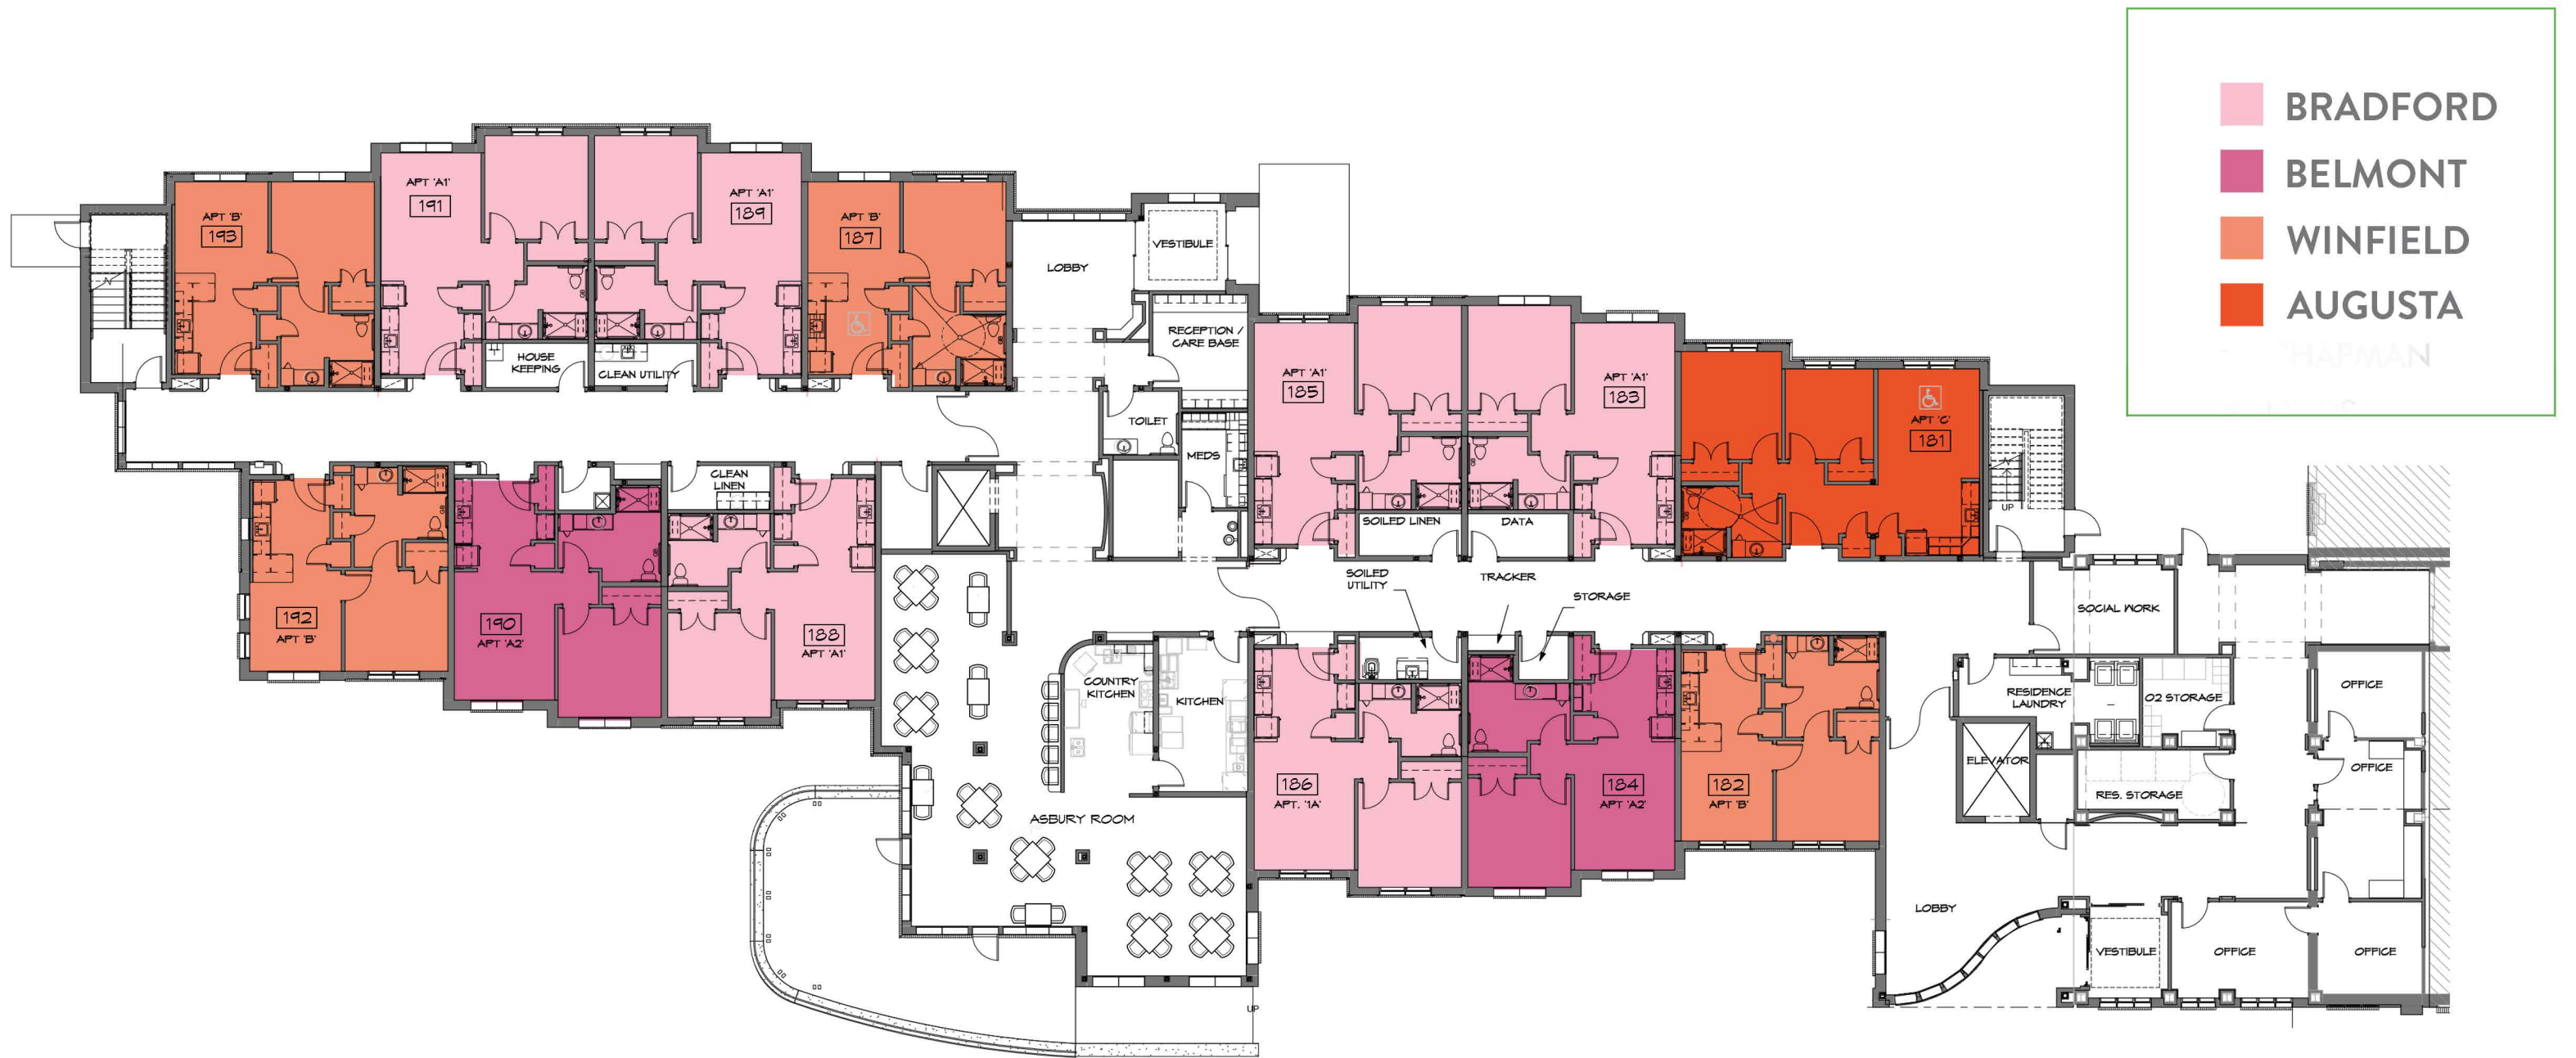 BRADFORD
BELMONT
WINFIELD
AUGUSTA
CHAPMAN
APT 'B'
193
APT 'A1'
191
APT 'A1'
189
APT 'B'
187
HOUSE
KEEPING
CLEAN UTILITY
LOBBY
VESTIBULE
RECEPTION /
CARE BASE
TOILET
MEDS
APT 'A1'
185
APT 'A1'
183
APT 'C'
181
UP
SOILED LINEN
DATA
192
APT 'B'
190
APT 'A2'
CLEAN
LINEN
188
APT 'A1'
SOILED
UTILITY
TRACKER
STORAGE
COUNTRY
KITCHEN
KITCHEN
ASBURY ROOM
UP
186
APT. '1A'
184
APT 'A2'
182
APT 'B'
SOCIAL WORK
RESIDENCE
LAUNDRY
O2 STORAGE
OFFICE
ELEVATOR
RES. STORAGE
OFFICE
LOBBY
VESTIBULE
OFFICE
OFFICE